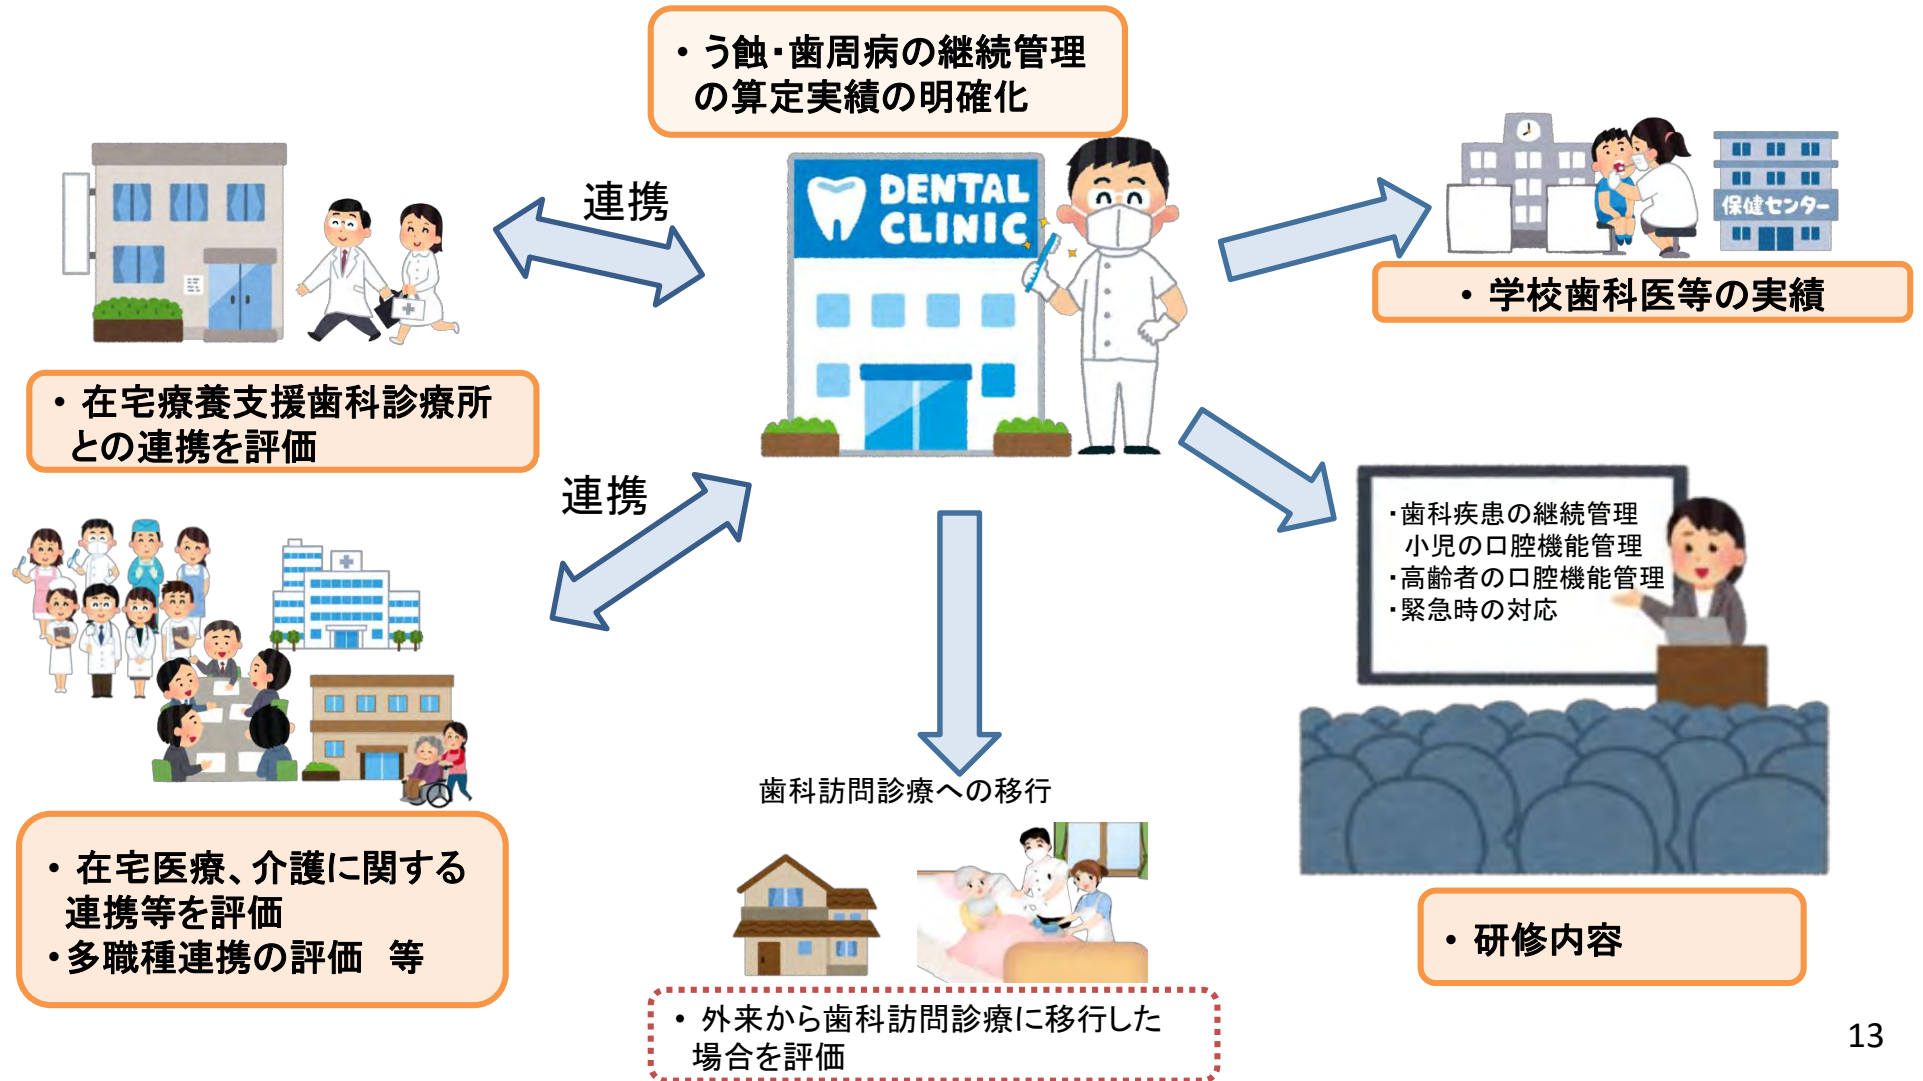 ・う蝕・歯周病の継続管理
の算定実績の明確化
連携
DENTAL
CLINIC
保健センター
・学校歯科医等の実績
・在宅療養支援歯科診療所
との連携を評価
連携
・歯科疾患の継続管理
小児の口腔機能管理
・高齢者の口腔機能管理
・緊急時の対応
歯科訪問診療への移行
・在宅医療、介護に関する
連携等を評価
・多職種連携の評価　等
・研修内容
・外来から歯科訪問診療に移行した
場合を評価
13